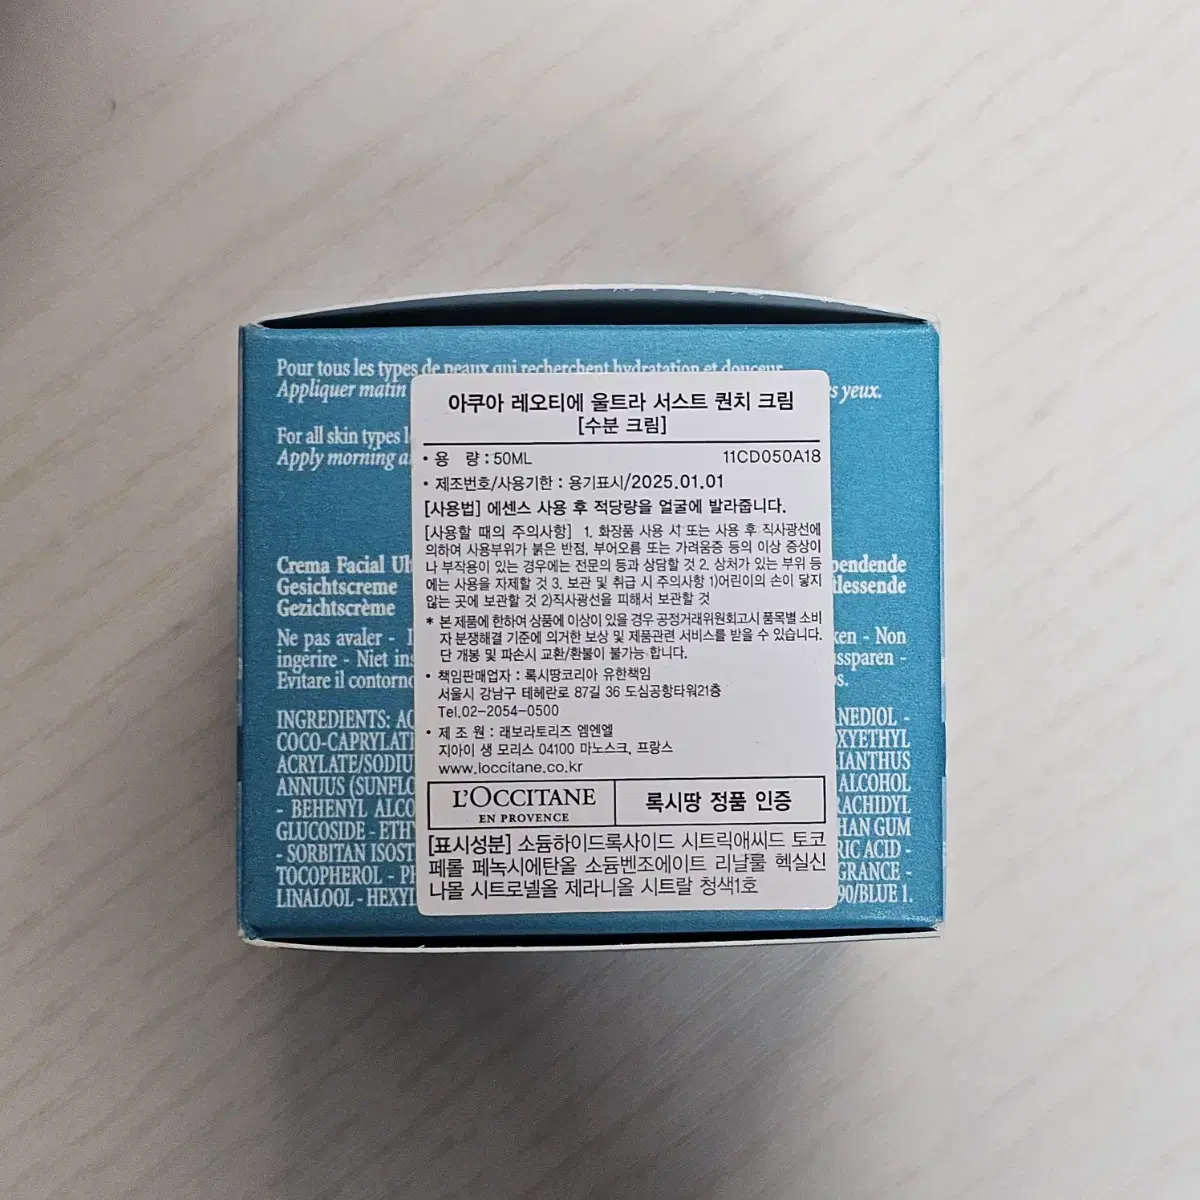 Pour tous les types de peaux qui recherchent hydratation et douceur
Appliquer matin
s yeux.
For all skin types
Apply morning a
Crema Facial Ul
pendende
Gesichtscreme
dlessende
Gezichtscrème
Ne pas avaler -
ken - Non
ingérire - Niet ins
ssparen -
Evitare il contorno
s.
INGREDIENTS: AQ
ANEDIOL -
COCO-CAPRYLATE
OXYETHYL
ACRYLATE/SODIU
LIANTHUS
ANNUUS (SUNFLO
ALCOHOL
- BEHENYL ALCO
RACHIDYL
GLUCOSIDE - ETHY
HAN GUM
- SORBITAN ISOST
RIC ACID -
TOCOPHEROL - PH
GRANCE -
LINALOOL - HEXYL
90/BLUE 1.
아쿠아 레오티에 울트라 서스트 퀀치 크림
[수분 크림]
• 용 량 : 50ML 11CD050A18
• 제조번호/사용기한 : 용기표시/2025.01.01
[사용법] 에센스 사용 후 적당량을 얼굴에 발라줍니다.
[사용할 때의 주의사항] 1. 화장품 사용 시 또는 사용 후 직사광선에
의하여 사용부위가 붉은 반점, 부어오름 또는 가려움증 등의 이상 증상이
나 부작용이 있는 경우에는 전문의 등과 상담할 것 2. 상처가 있는 부위 등
에는 사용을 자제할 것 3. 보관 및 취급 시 주의사항 1)어린이의 손이 닿지
않는 곳에 보관할 것 2)직사광선을 피해서 보관할 것
* 본 제품에 한하여 상품에 이상이 있을 경우 공정거래위원회고시 품목별 소비
자 분쟁해결 기준에 의거한 보상 및 제품관련 서비스를 받을 수 있습니다.
단 개봉 및 파손시 교환/환불이 불가능 합니다.
• 책임판매업자 : 록시땅코리아 유한책임
서울시 강남구 테헤란로 87길 36 도심공항타워21층
Tel.02-2054-0500
• 제 조 원 : 래보라토리즈 엠엔엘
지아이 생 모리스 04100 마노스크, 프랑스
www.loccitane.co.kr
L'OCCITANE
EN PROVENCE
록시땅 정품 인증
[표시성분] 소듐하이드록사이드 시트릭애씨드 토코
페롤 페녹시에탄올 소듐벤조에이트 리날룰 헥실신
나몰 시트로넬올 제라니올 시트랄 청색1호